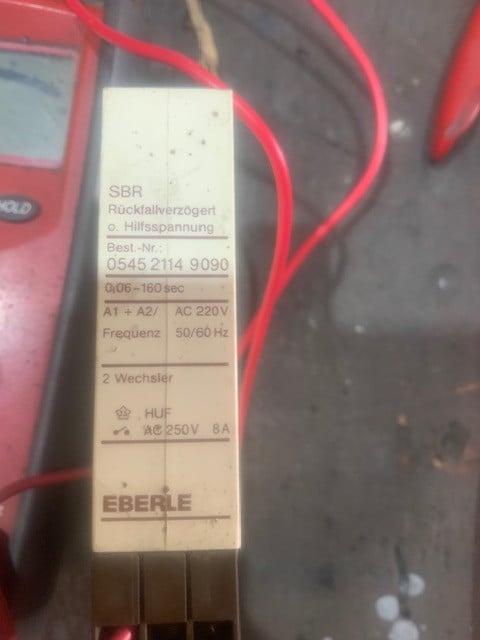 HOLD
SBR
Rückfallverzögert
o. Hilfsspannung
Best.-Nr.:
0545 2114 9090
0,06-160 sec
A1 + A2/ AC 220V
Frequenz 50/60 Hz
2 Wechsler
HUF
AC 250V 8A
EBERLE